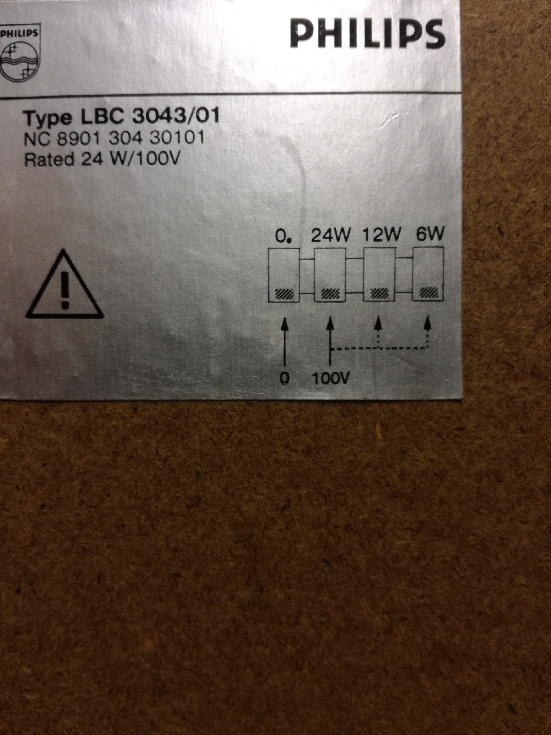 PHILIPS
PHILIPS
Type LBC 3043/01
NC 8901 304 30101
Rated 24 W/100V
0. 24W 12W 6W
!
0 100V